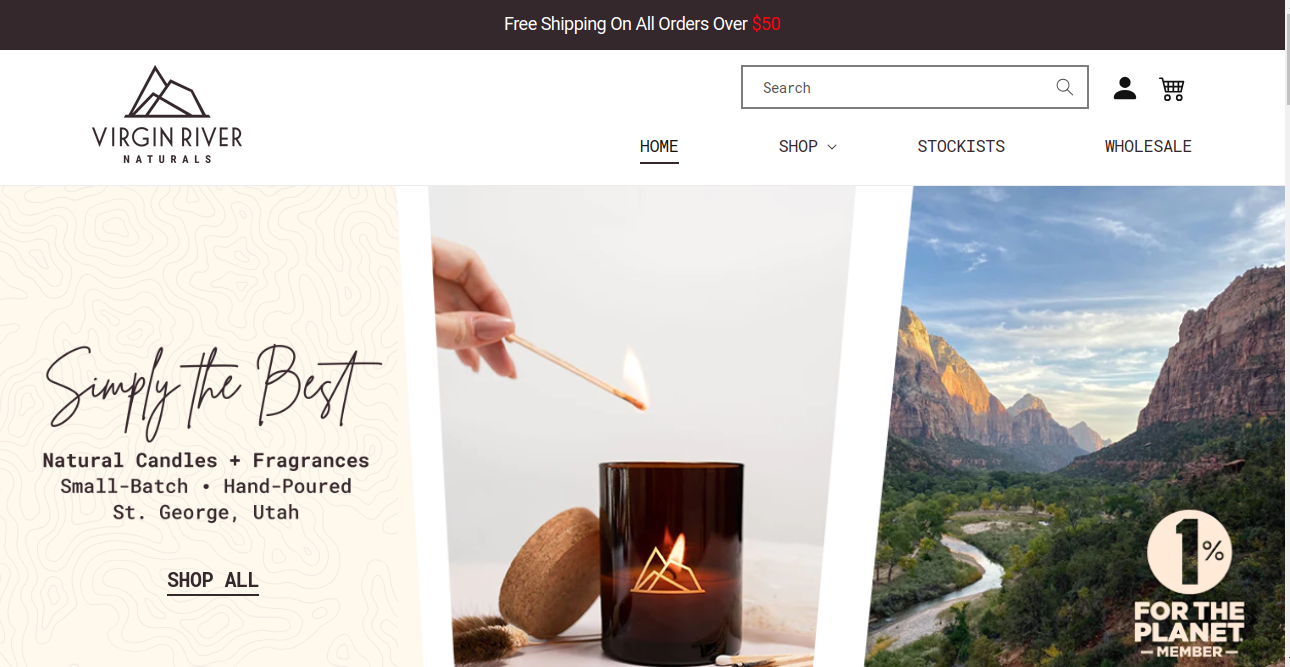 Free Shipping On All Orders Over $50
VIRGIN RIVER
NATURALS
Search
HOME
SHOP
STOCKISTS
WHOLESALE
Simply the Best
Natural Candles + Fragrances
Small-Batch • Hand-Poured
St. George, Utah
SHOP ALL
1%
FOR THE
PLANET
MEMBER